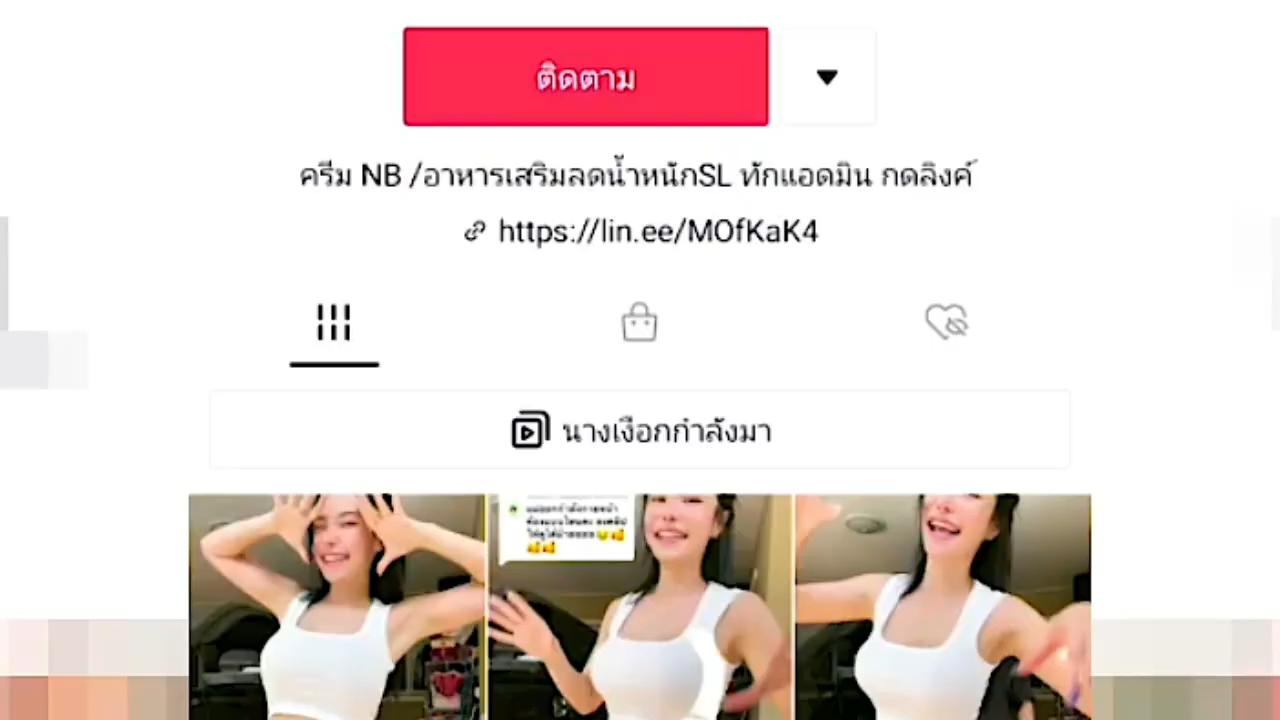 ติดตาม
ครีม NB /อาหารเสริมลดน้ำหนักSL ทักแอดมิน กดลิงค์
https://lin.ee/MOfKaK4
นางเงือกกำลังมา